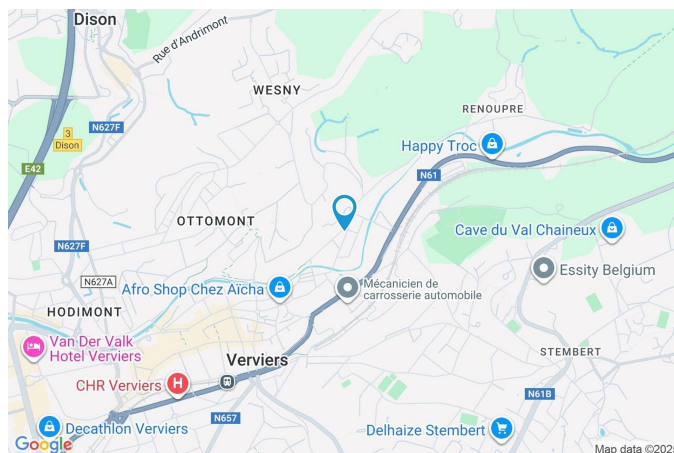 Dison
Rue d'Andrimont
WESNY
RENOUPRE
N627F
3
Dison
Happy Troc
E42
N61
OTTOMONT
Cave du Val Chaineux
N627F
Essity Belgium
N627A
Afro Shop Chez Aïcha
Mécanicien de
carrosserie automobile
HODIMONT
Van Der Valk
Hotel Verviers
STEMBERT
Verviers
CHR Verviers
H
N61B
N657
Decathlon Verviers
Delhaize Stembert
Google
Map data ©2025